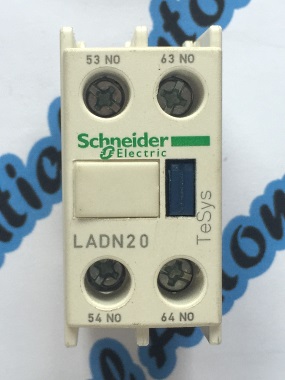 53 NO 63 NO
Schneider
Electric
LADN20
TeSys
54 NO 64 NO